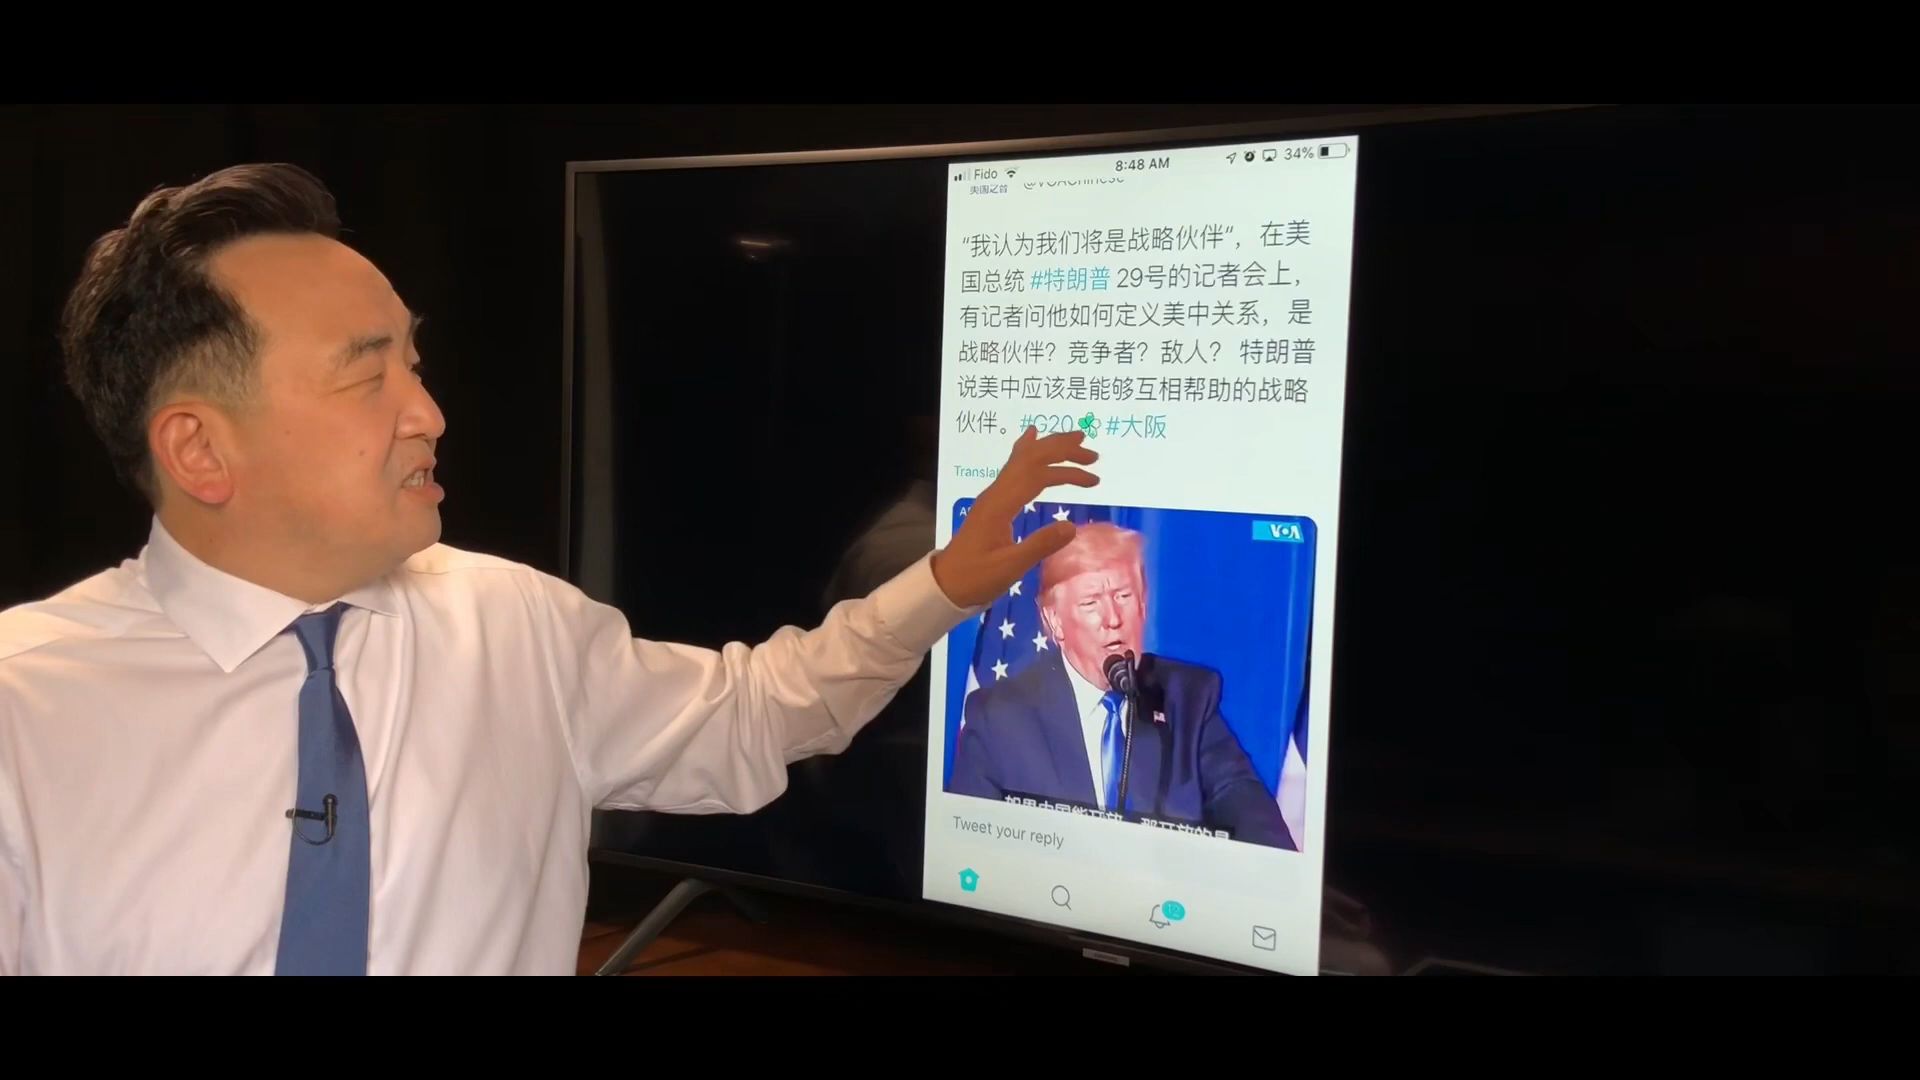 Fido
8:48 AM
34%
美国之音 @VOAChinese
“我认为我们将是战略伙伴”，在美
国总统 #特朗普 29号的记者会上，
有记者问他如何定义美中关系，是
战略伙伴？竞争者？敌人？ 特朗普
说美中应该是能够互相帮助的战略
伙伴。#G20 #大阪
VOA
Tweet your reply
12